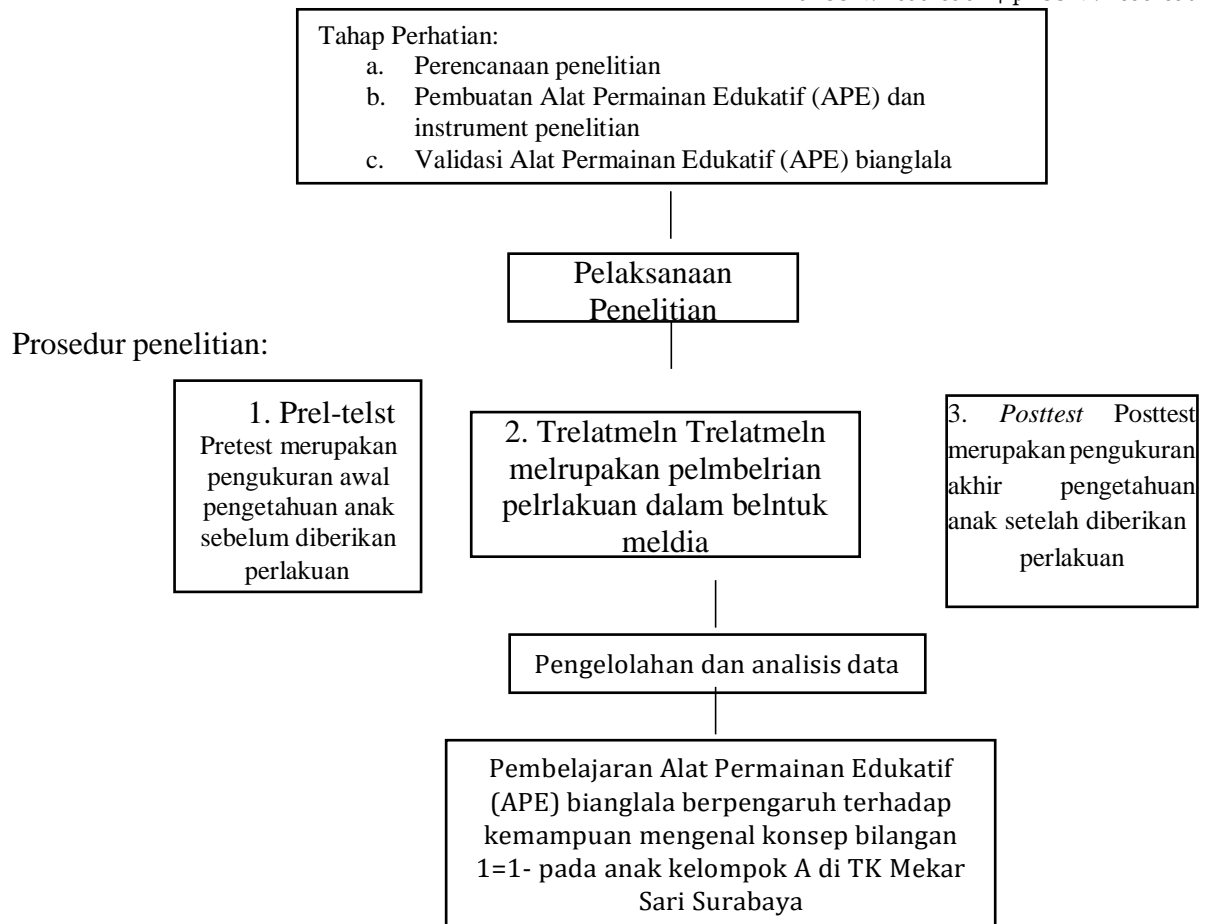 Tahap Perhatian:
a. Perencanaan penelitian
b. Pembuatan Alat Permainan Edukatif (APE) dan
instrument penelitian
c. Validasi Alat Permainan Edukatif (APE) bianglala
Pelaksanaan
Penelitian
Prosedur penelitian:
1. Prel-telst
Pretest merupakan
pengukuran awal
pengetahuan anak
sebelum diberikan
perlakuan
2. Trelatmeln Trelatmeln
melrupakan pelmbelrian
pelrlakuan dalam belntuk
meldia
3. Posttest Posttest
merupakan pengukuran
akhir pengetahuan
anak setelah diberikan
perlakuan
Pengelolahan dan analisis data
Pembelajaran Alat Permainan Edukatif
(APE) bianglala berpengaruh terhadap
kemampuan mengenal konsep bilangan
1=1- pada anak kelompok A di TK Mekar
Sari Surabaya